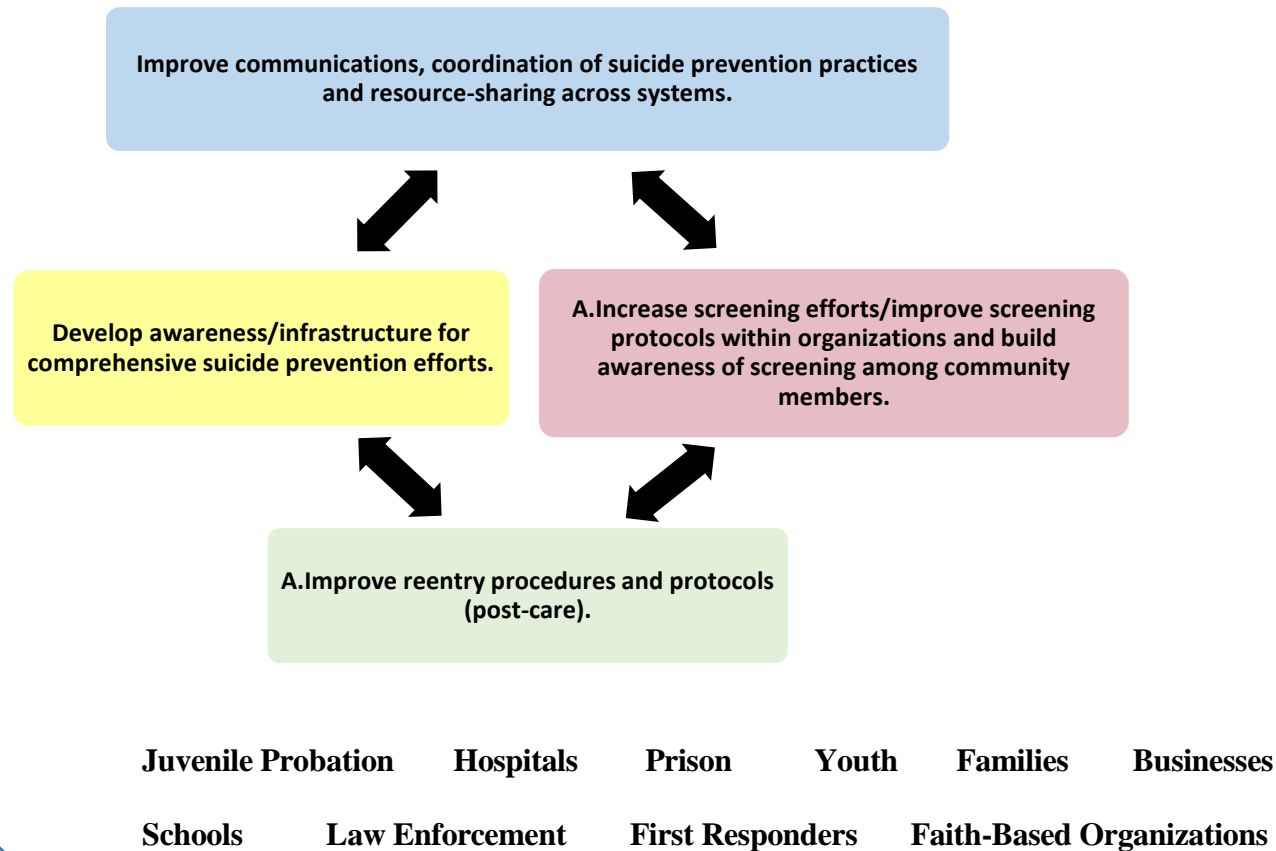 Improve communications, coordination of suicide prevention practices
and resource-sharing across systems.
Develop awareness/infrastructure for
comprehensive suicide prevention efforts.
A.Increase screening efforts/improve screening
protocols within organizations and build
awareness of screening among community
members.
A.Improve reentry procedures and protocols
(post-care).
Juvenile Probation Hospitals Prison Youth Families Businesses
Schools Law Enforcement First Responders Faith-Based Organizations